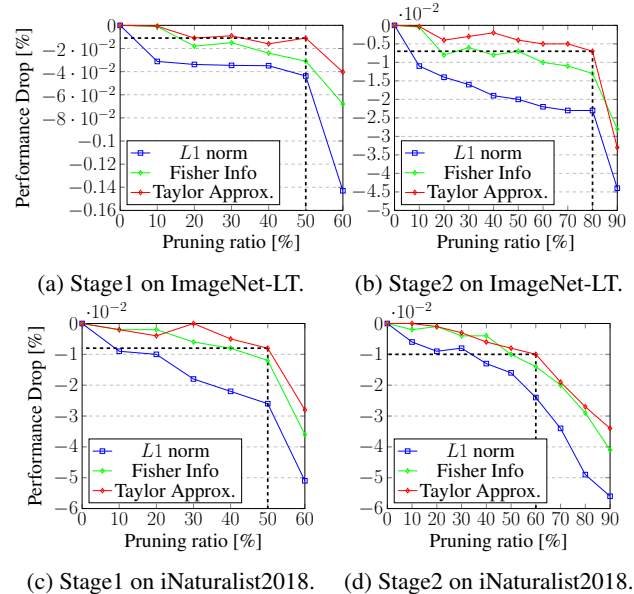 0
−2 · 10⁻²
−4 · 10⁻²
−6 · 10⁻²
−8 · 10⁻²
−0.1
−0.12
−0.14
−0.16
Performance Drop [%]
L1 norm
Fisher Info
Taylor Approx.
0 10 20 30 40 50 60
Pruning ratio [%]
·10⁻²
0
−0.5
−1
−1.5
−2
−2.5
−3
−3.5
−4
−4.5
−5
L1 norm
Fisher Info
Taylor Approx.
0 10 20 30 40 50 60 70 80 90
Pruning ratio [%]
(a) Stage1 on ImageNet-LT.
(b) Stage2 on ImageNet-LT.
·10⁻²
0
−1
−2
−3
−4
−5
−6
Performance Drop [%]
L1 norm
Fisher Info
Taylor Approx.
0 10 20 30 40 50 60
Pruning ratio [%]
·10⁻²
0
−1
−2
−3
−4
−5
−6
L1 norm
Fisher Info
Taylor Approx.
0 10 20 30 40 50 60 70 80 90
Pruning ratio [%]
(c) Stage1 on iNaturalist2018.
(d) Stage2 on iNaturalist2018.